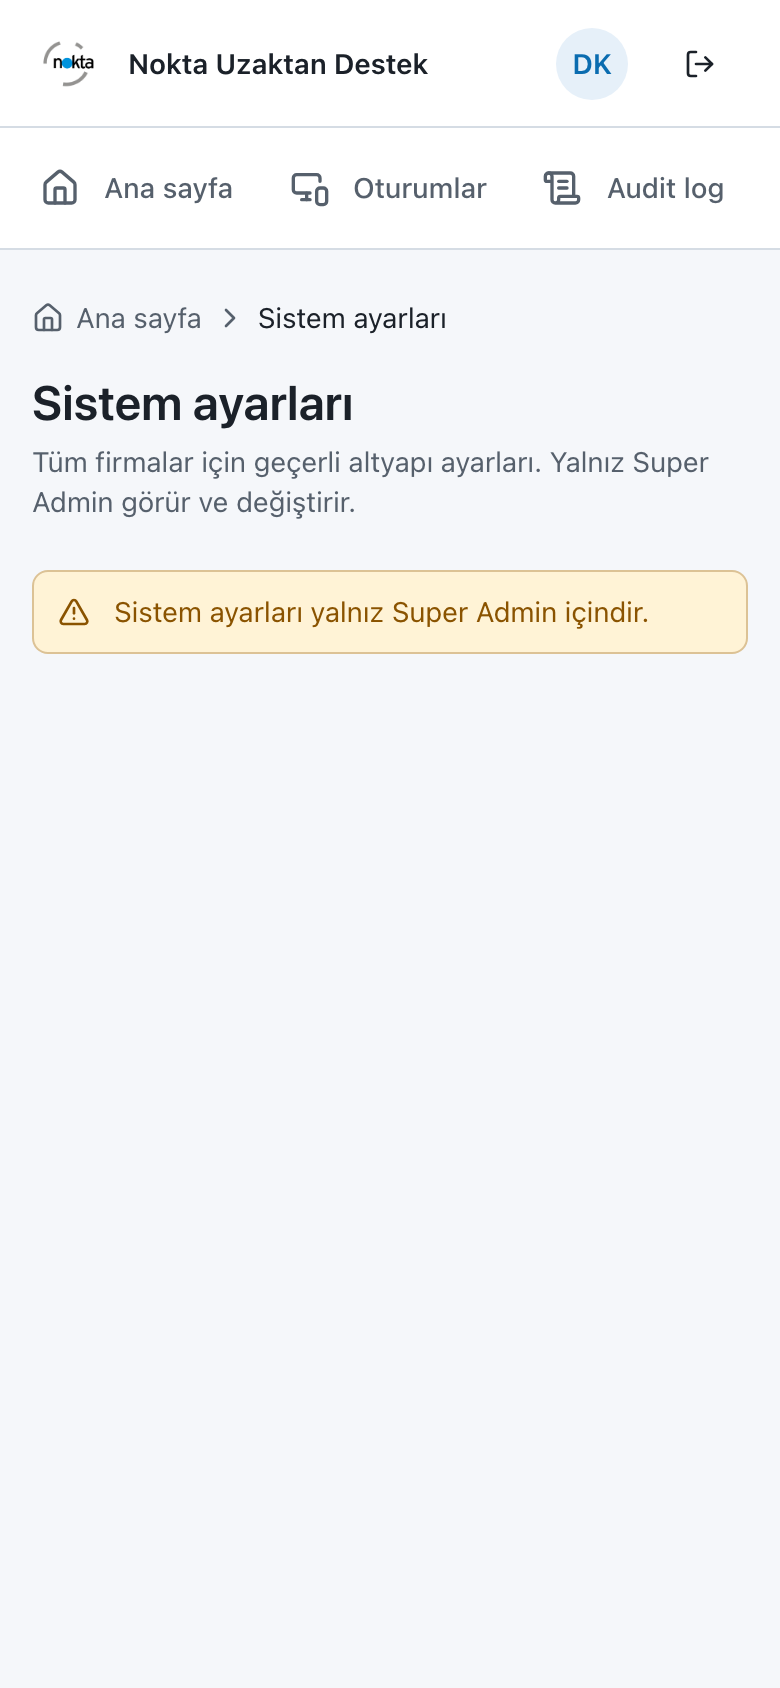 nokta
Nokta Uzaktan Destek
DK
Ana sayfa
Oturumlar
Audit log
Ana sayfa
Sistem ayarları
Sistem ayarları
Tüm firmalar için geçerli altyapı ayarları. Yalnız Super
Admin görür ve değiştirir.
Sistem ayarları yalnız Super Admin içindir.